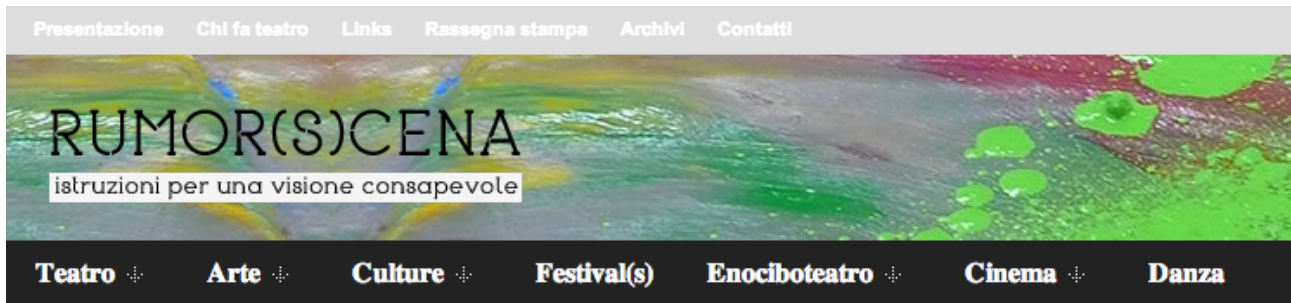 Presentazione Chi fa teatro Links Rassegna stampa Archivi Contatti
RUMOR(S)CENA
istruzioni per una visione consapevole
Teatro Arte Culture Festival(s) Enociboteatro Cinema Danza